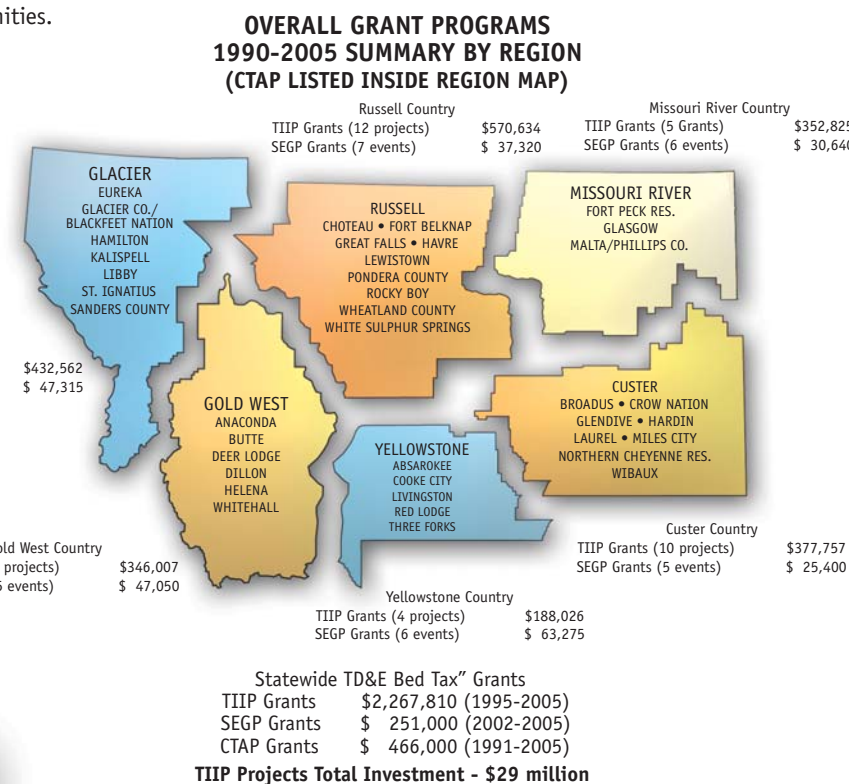 nities.
OVERALL GRANT PROGRAMS
1990-2005 SUMMARY BY REGION
(CTAP LISTED INSIDE REGION MAP)
Russell Country
TIIP Grants (12 projects) $570,634
SEGP Grants (7 events) $ 37,320
Missouri River Country
TIIP Grants (5 Grants) $352,825
SEGP Grants (6 events) $ 30,640
GLACIER
EUREKA
GLACIER CO./
BLACKFEET NATION
HAMILTON
KALISPELL
LIBBY
ST. IGNATIUS
SANDERS COUNTY
RUSSELL
CHOTEAU • FORT BELKNAP
GREAT FALLS • HAVRE
LEWISTOWN
PONDERA COUNTY
ROCKY BOY
WHEATLAND COUNTY
WHITE SULPHUR SPRINGS
MISSOURI RIVER
FORT PECK RES.
GLASGOW
MALTA/PHILLIPS CO.
$432,562
$ 47,315
GOLD WEST
ANACONDA
BUTTE
DEER LODGE
DILLON
HELENA
WHITEHALL
YELLOWSTONE
ABSAROKEE
COOKE CITY
LIVINGSTON
RED LODGE
THREE FORKS
CUSTER
BROADUS • CROW NATION
GLENDIVE • HARDIN
LAUREL • MILES CITY
NORTHERN CHEYENNE RES.
WIBAUX
old West Country
projects) $346,007
events) $ 47,050
Custer Country
TIIP Grants (10 projects) $377,757
SEGP Grants (5 events) $ 25,400
Yellowstone Country
TIIP Grants (4 projects) $188,026
SEGP Grants (6 events) $ 63,275
Statewide TD&E Bed Tax” Grants
TIIP Grants $2,267,810 (1995-2005)
SEGP Grants $ 251,000 (2002-2005)
CTAP Grants $ 466,000 (1991-2005)
TIIP Projects Total Investment - $29 million